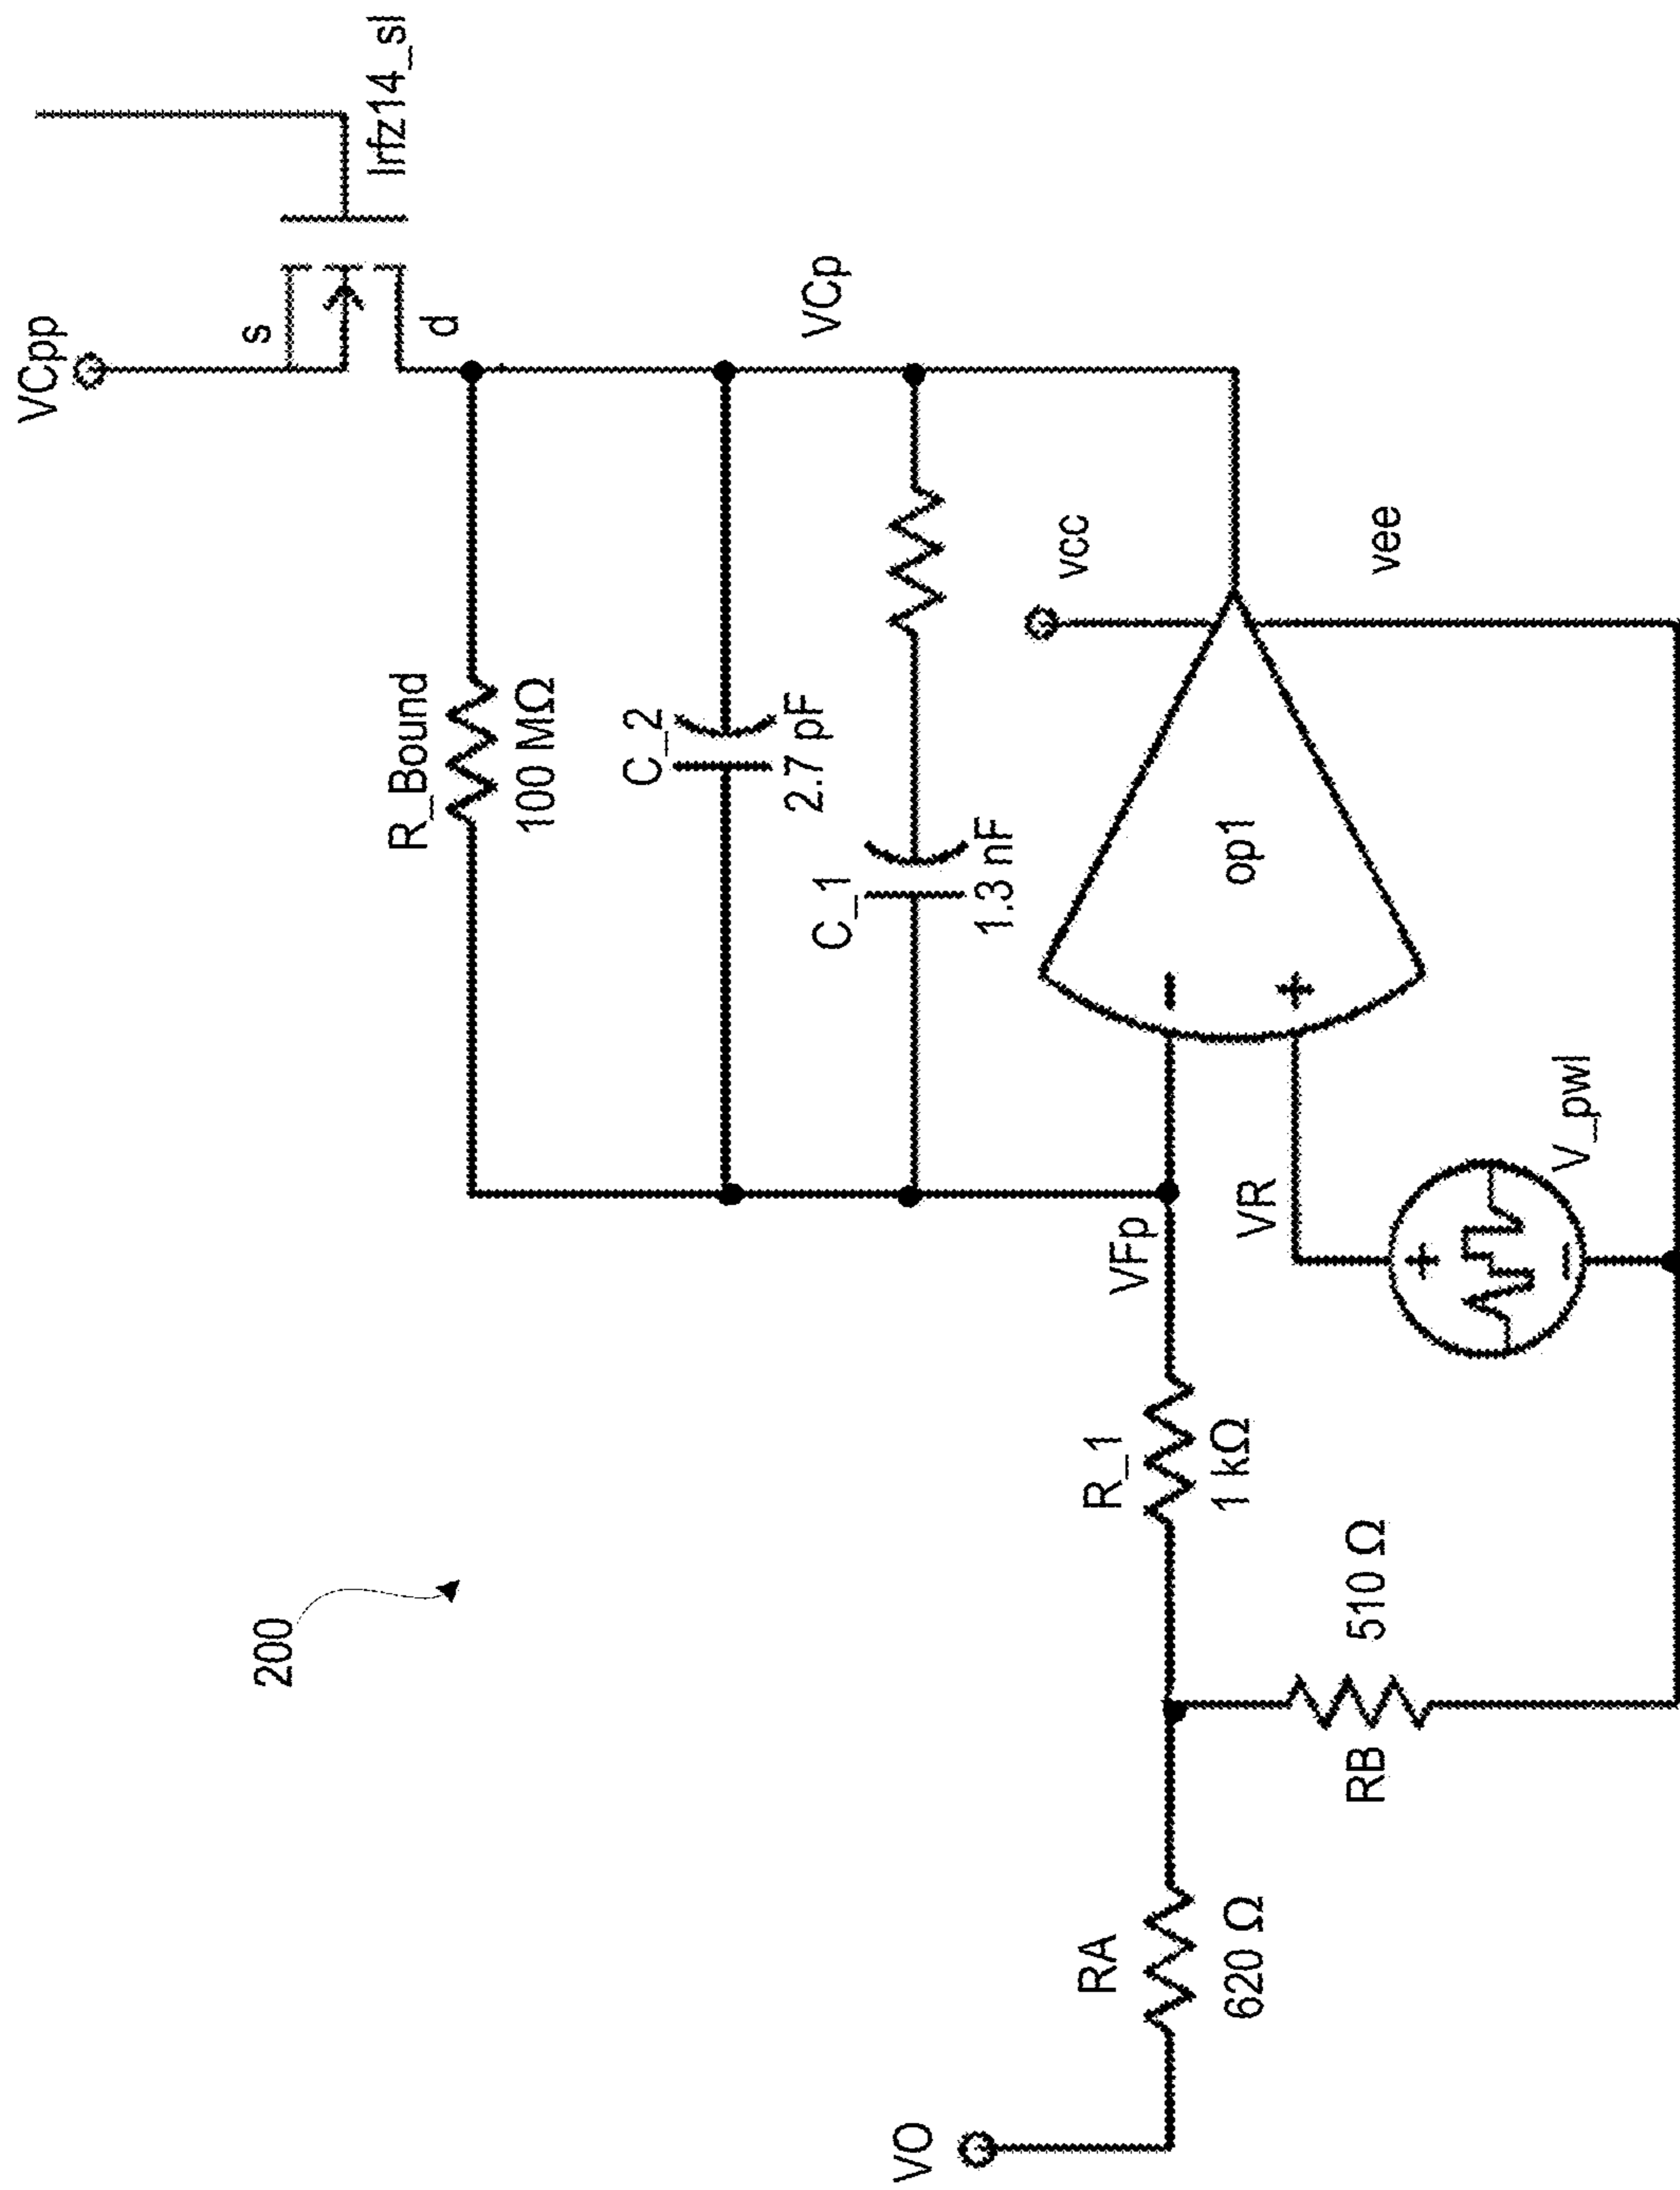 200
VCpp
s
d
Irfz14_sl
R_Bound
100 MΩ
C_2
2.7 pF
VCp
C_1
1.3 nF
vcc
vee
op1
VFp
VR
V_pwl
R_1
1 kΩ
RB
510 Ω
RA
620 Ω
VO